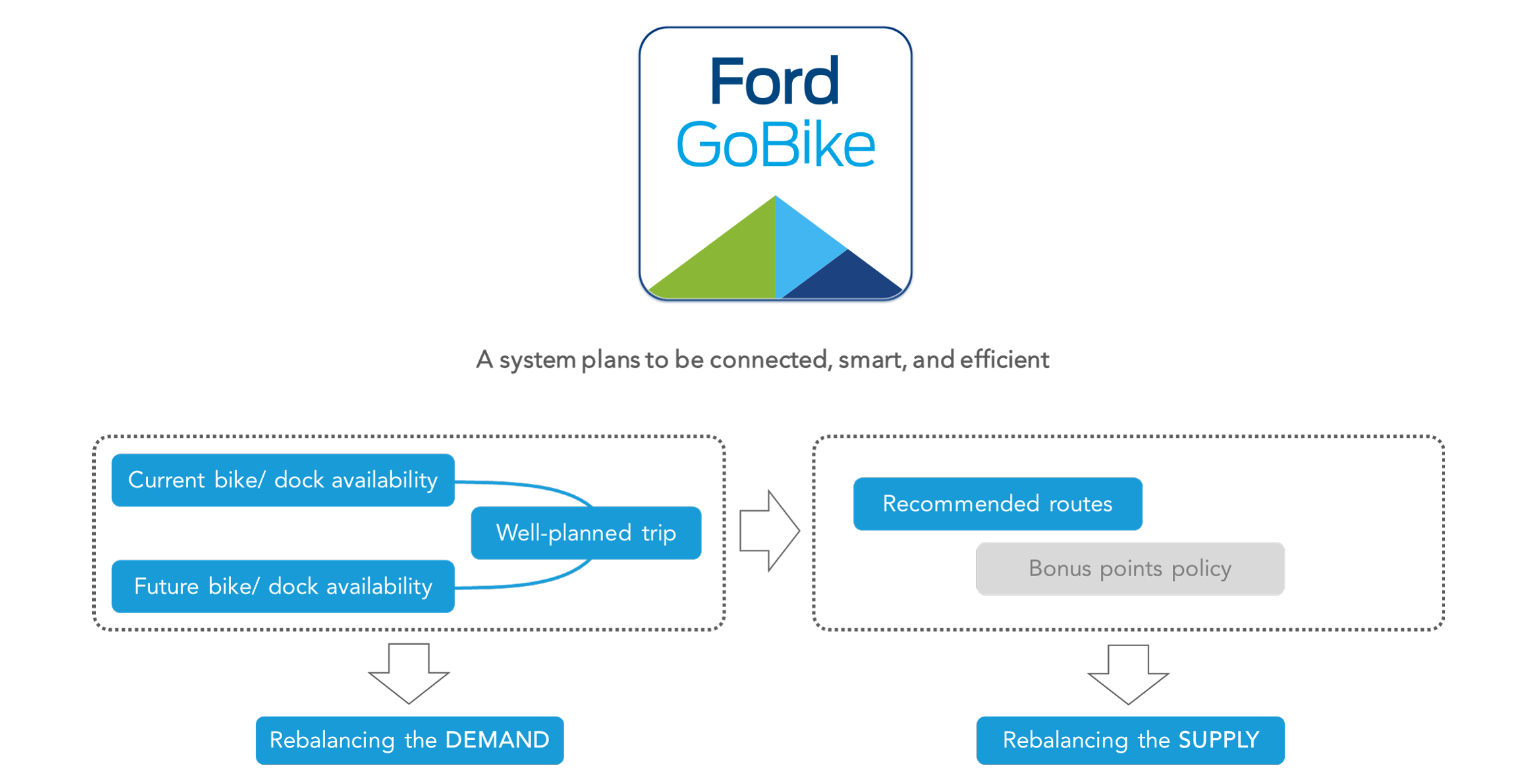 Ford
GoBike
A system plans to be connected, smart, and efficient
Current bike/ dock availability
Well-planned trip
Future bike/ dock availability
Recommended routes
Bonus points policy
Rebalancing the DEMAND
Rebalancing the SUPPLY